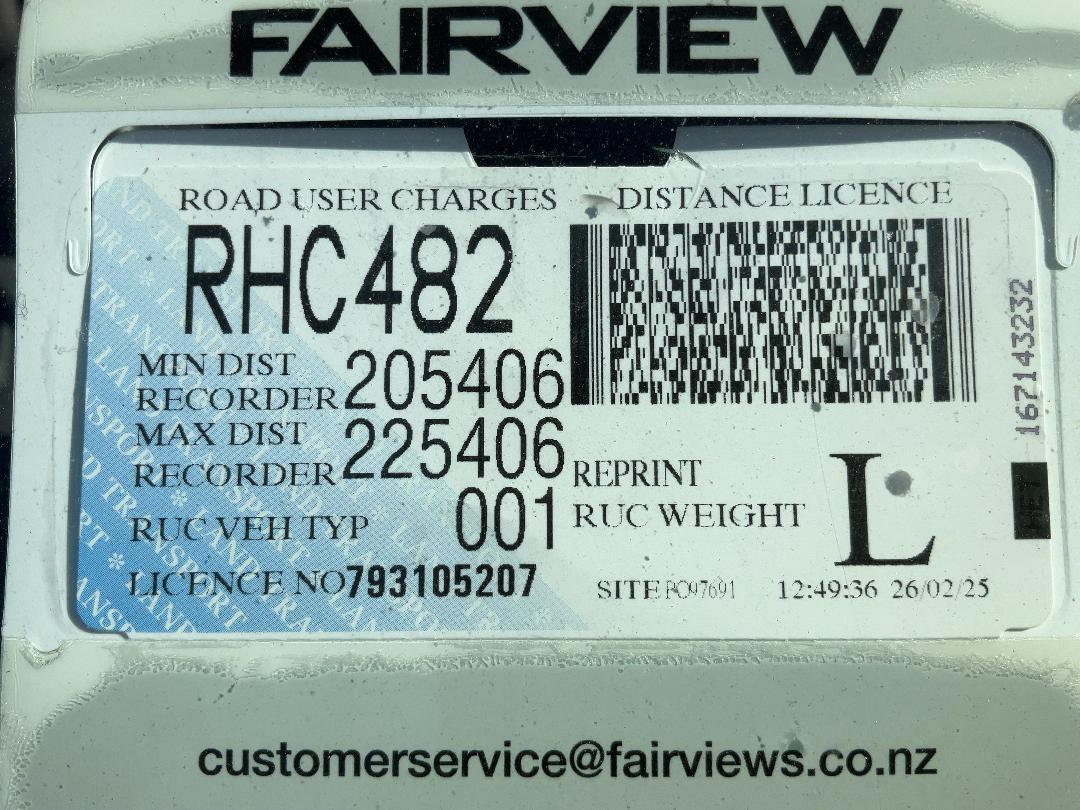 FAIRVIEW
ROAD USER CHARGES DISTANCE LICENCE
RHC482
MIN DIST
RECORDER 205406
MAX DIST
RECORDER 225406
REPRINT
RUC VEH TYP 001
RUC WEIGHT L
LICENCE NO 793105207
SITE PO97691 12:49:36 26/02/25
1671143232
customerservice@fairviews.co.nz